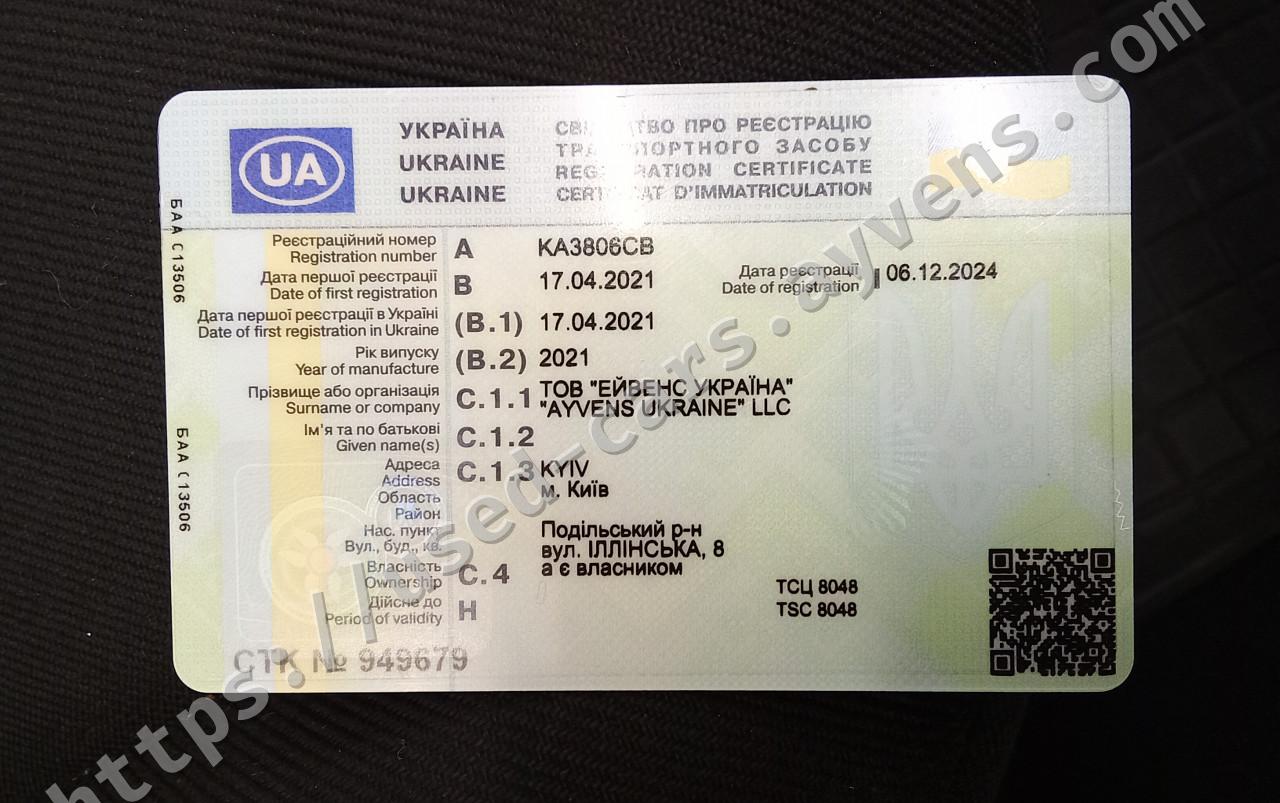 УКРАЇНА
UKRAINE
UKRAINE
ПРО РЕЄСТРАЦІЮ
ЗАСОБУ
CERTIFICATE
D'IMMATRICULATION
UA
Реєстраційний номер
Registration number
A KA3806CB
Дата першої реєстрації
Date of first registration
B 17.04.2021
Дата реєстрації
Date of registration
I 06.12.2024
Дата першої реєстрації в Україні
Date of first registration in Ukraine
(B.1) 17.04.2021
Рік випуску
Year of manufacture
(B.2) 2021
Прізвище або організація
Surname or company
C.1.1 ТОВ "ЕЙВЕНС УКРАЇНА"
"AYVENS UKRAINE" LLC
Ім'я та по батькові
Given name(s)
C.1.2
Адреса
Address
C.1.3 KYIV
м. Київ
Область
Район
Нас. пункт
Вул., буд., кв.
Подільський р-н
вул. ІЛЛІНСЬКА, 8
Власність
Ownership
C.4 а є власником
Дійсне до
Period of validity
H
ТСЦ 8048
TSC 8048
СТК № 949679
БАА 13506
БАА 13506
https://used-cars.ayvens.com